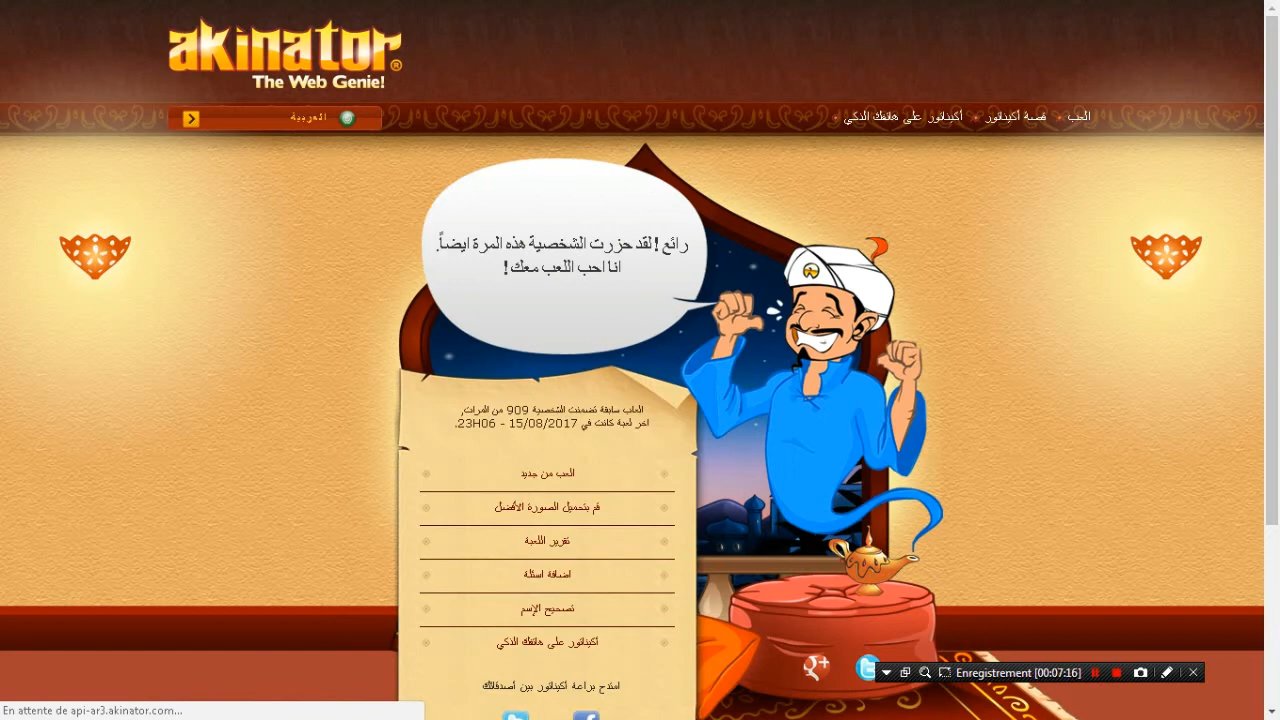 akinator®
The Web Genie!
العربية
العب
قصة أكيناتور
أكيناتور على هاتفك الذكي
رائع ! لقد حزرت الشخصية هذه المرة ايضاً.
انا احب اللعب معك !
العاب سابقة تضمنت الشخصية 909 من المرات,
اخر لعبة كانت في 15/08/2017 - 23H06.
العب من جديد
قم بتحميل الصورة الأفضل
تقرير اللعبة
اضافة اسئلة
تصحيح الإسم
أكيناتور على هاتفك الذكي
امتدح براعة أكيناتور بين أصدقائك
Enregistrement [00:07:16]
En attente de api-ar3.akinator.com...